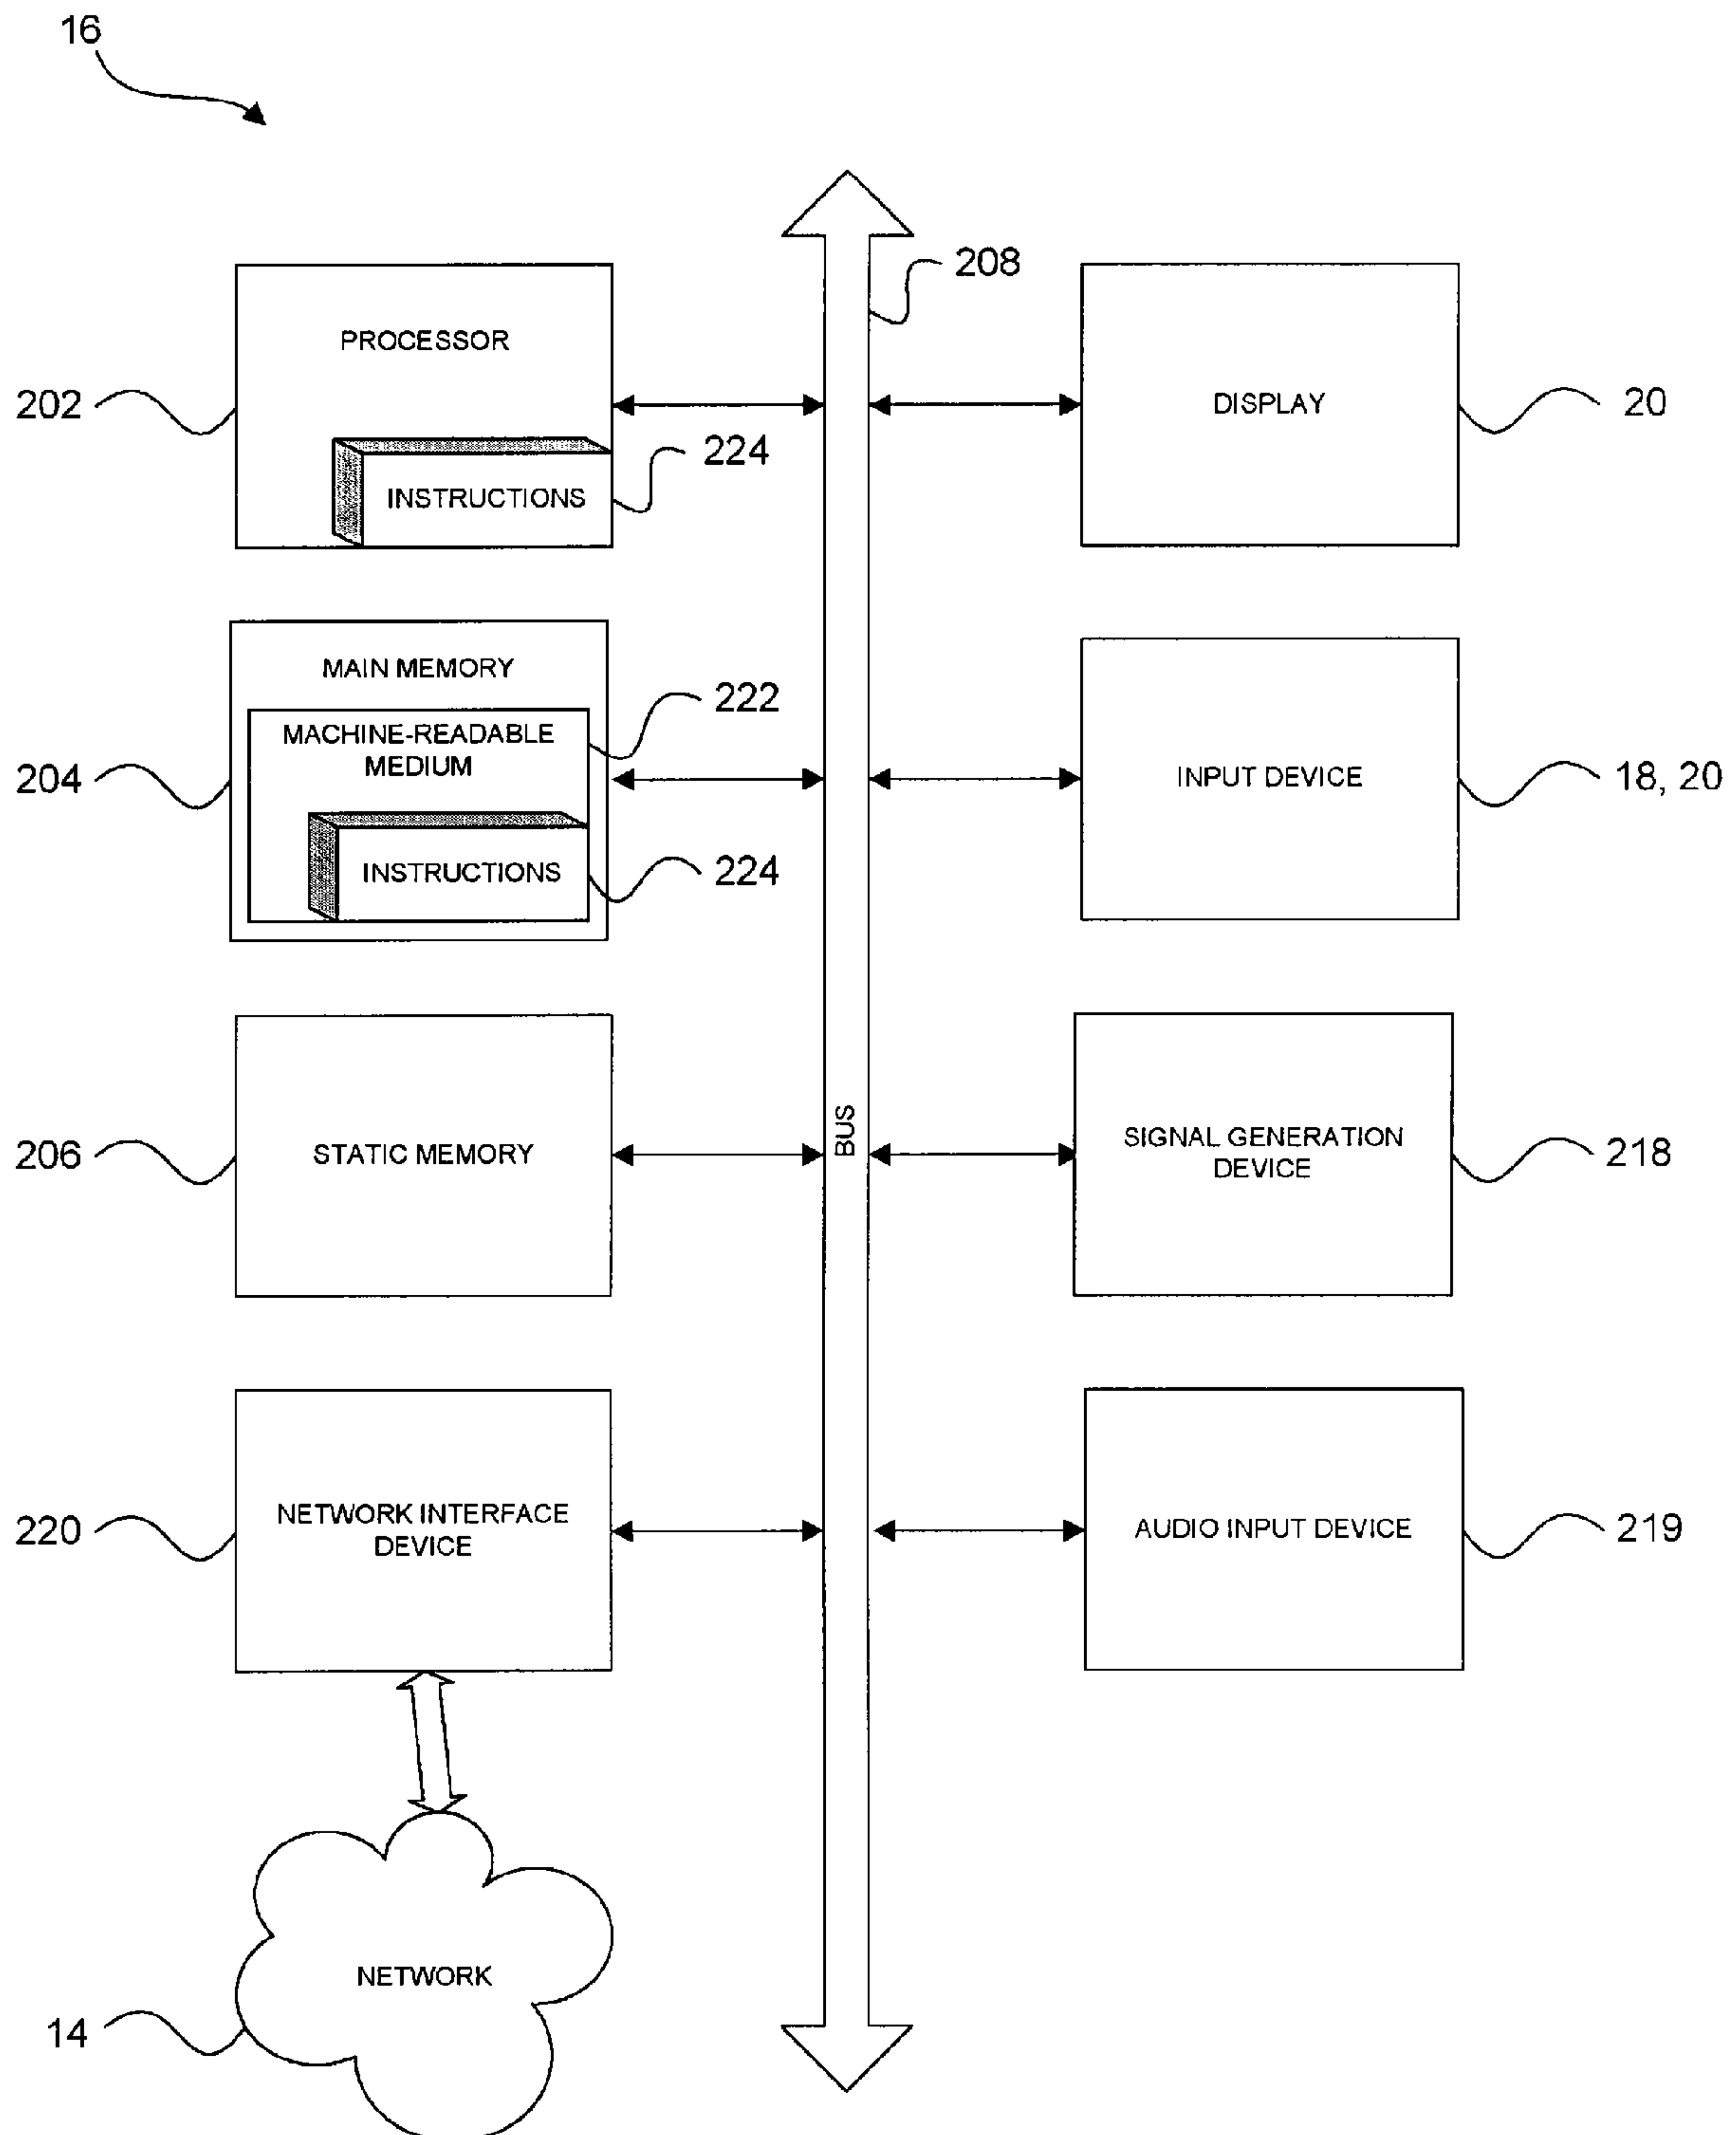 16
208
PROCESSOR
202
224
INSTRUCTIONS
DISPLAY
20
MAIN MEMORY
222
MACHINE-READABLE
MEDIUM
204
INSTRUCTIONS
224
INPUT DEVICE
18, 20
206
STATIC MEMORY
BUS
SIGNAL GENERATION
DEVICE
218
220
NETWORK INTERFACE
DEVICE
AUDIO INPUT DEVICE
219
NETWORK
14